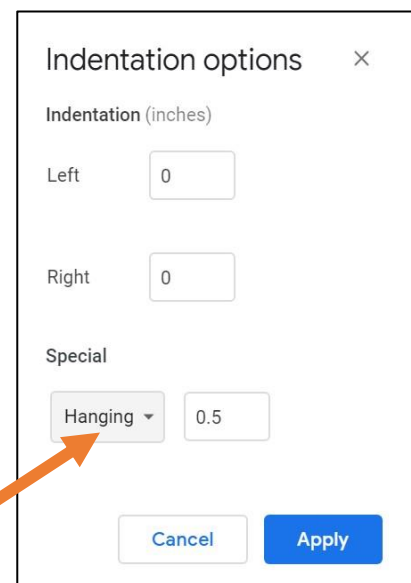 Indentation options ×
Indentation (inches)
Left 0
Right 0
Special
Hanging 0.5
Cancel Apply